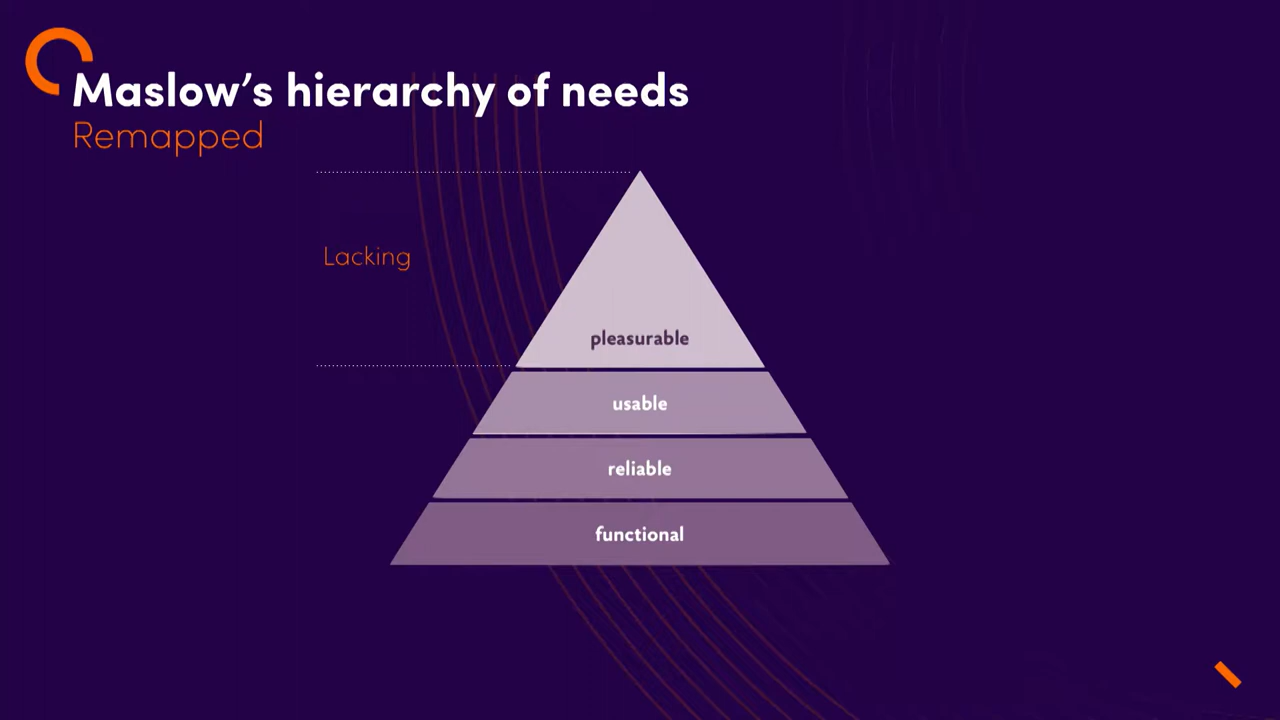 Maslow’s hierarchy of needs
Remapped
Lacking
pleasurable
usable
reliable
functional